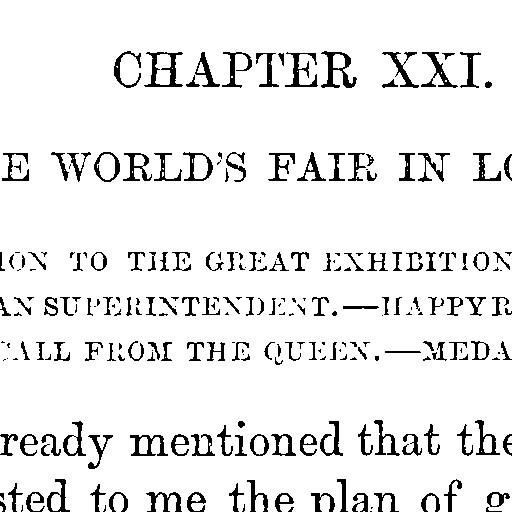 CHAPTER XXI.
E WORLD'S FAIR IN LO
ION TO THE GREAT EXHIBITION
AN SUPERINTENDENT.—HAPPY R
CALL FROM THE QUEEN.—MEDA
ready mentioned that the
sted to me the plan of g